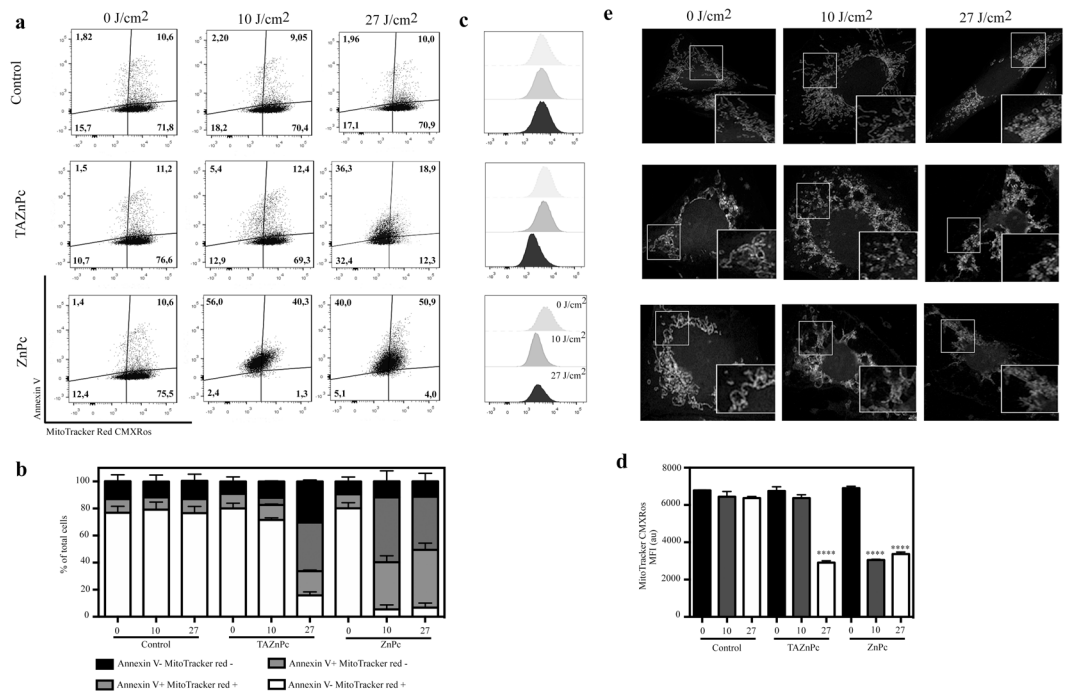 a
0 J/cm2 10 J/cm2 27 J/cm2
Control
1,82 10,6
15,7 71,8
2,20 9,05
18,2 70,4
1,96 10,0
17,1 70,9
TAZnPc
1,5 11,2
10,7 76,6
5,4 12,4
12,9 69,3
36,3 18,9
32,4 12,3
ZnPc
1,4 10,6
12,4 75,5
56,0 40,3
2,4 1,3
40,0 50,9
5,1 4,0
Annexin V
MitoTracker Red CMXRos
c
0 J/cm2
10 J/cm2
27 J/cm2
e
0 J/cm2 10 J/cm2 27 J/cm2
b
% of total cells
100
80
60
40
20
0
0 10 27 0 10 27 0 10 27
Control TAZnPc ZnPc
Annexin V- MitoTracker red - Annexin V+ MitoTracker red -
Annexin V+ MitoTracker red + Annexin V- MitoTracker red +
d
MitoTracker CMXRos
MFI (au)
8000
6000
4000
2000
0
**** **** ****
0 10 27 0 10 27 0 10 27
Control TAZnPc ZnPc